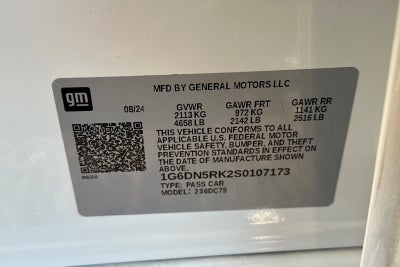 gm
MFD BY GENERAL MOTORS LLC
08/24 GVWR GAWR FRT GAWR RR
2113 KG 972 KG 1141 KG
4658 LB 2142 LB 2516 LB
THIS VEHICLE CONFORMS TO ALL
APPLICABLE U.S. FEDERAL MOTOR
VEHICLE SAFETY, BUMPER, AND THEFT
PREVENTION STANDARDS IN EFFECT ON
THE DATE OF MANUFACTURE SHOWN
ABOVE.
9624
1G6DN5RK2S0107173
TYPE: PASS CAR
MODEL: 236DC79